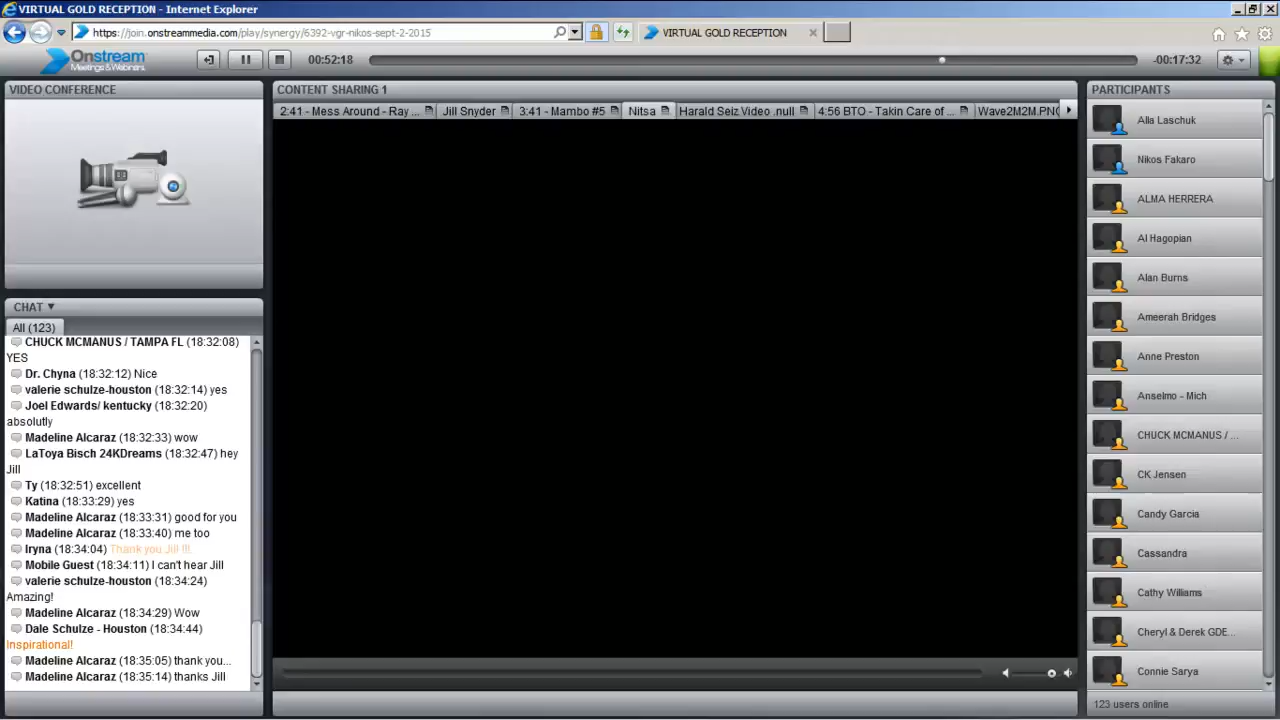 VIRTUAL GOLD RECEPTION - Internet Explorer
https://join.onstreammedia.com/play/synergy/6392-vgr-nikos-sept-2-2015
VIRTUAL GOLD RECEPTION
Onstream
Meetings & Webinars
00:52:18
-00:17:32
VIDEO CONFERENCE
CONTENT SHARING 1
PARTICIPANTS
2:41 - Mess Around - Ray ...
Jill Snyder
3:41 - Mambo #5
Nitsa
Harald Seiz Video .null
4:56 BTO - Takin Care of ...
Wave2M2M.PNG
CHAT
All (123)
CHUCK MCMANUS / TAMPA FL (18:32:08)
YES
Dr. Chyna (18:32:12) Nice
valerie schulze-houston (18:32:14) yes
Joel Edwards/ kentucky (18:32:20)
absolutly
Madeline Alcaraz (18:32:33) wow
LaToya Bisch 24KDreams (18:32:47) hey
Jill
Ty (18:32:51) excellent
Katina (18:33:29) yes
Madeline Alcaraz (18:33:31) good for you
Madeline Alcaraz (18:33:40) me too
Iryna (18:34:04) Thank you Jill !!!.
Mobile Guest (18:34:11) I can't hear Jill
valerie schulze-houston (18:34:24)
Amazing!
Madeline Alcaraz (18:34:29) Wow
Dale Schulze - Houston (18:34:44)
Inspirational!
Madeline Alcaraz (18:35:05) thank you...
Madeline Alcaraz (18:35:14) thanks Jill
Alla Laschuk
Nikos Fakaro
ALMA HERRERA
Al Hagopian
Alan Burns
Ameerah Bridges
Anne Preston
Anselmo - Mich
CHUCK MCMANUS / ...
CK Jensen
Candy Garcia
Cassandra
Cathy Williams
Cheryl & Derek GDE...
Connie Sarya
123 users online